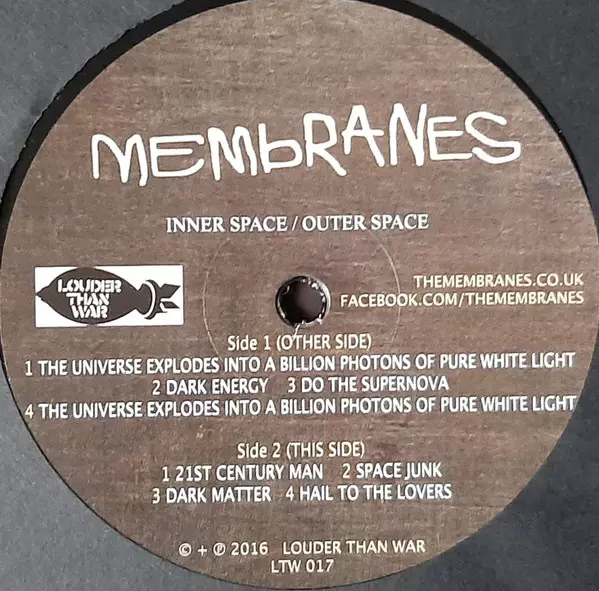 MEMBRANES
INNER SPACE / OUTER SPACE
LOUDER
THAN
WAR
THEMEMBRANES.CO.UK
FACEBOOK.COM/THEMEMBRANES
Side 1 (OTHER SIDE)
1 THE UNIVERSE EXPLODES INTO A BILLION PHOTONS OF PURE WHITE LIGHT
2 DARK ENERGY 3 DO THE SUPERNOVA
4 THE UNIVERSE EXPLODES INTO A BILLION PHOTONS OF PURE WHITE LIGHT
Side 2 (THIS SIDE)
1 21ST CENTURY MAN 2 SPACE JUNK
3 DARK MATTER 4 HAIL TO THE LOVERS
© + ℗ 2016 LOUDER THAN WAR
LTW 017